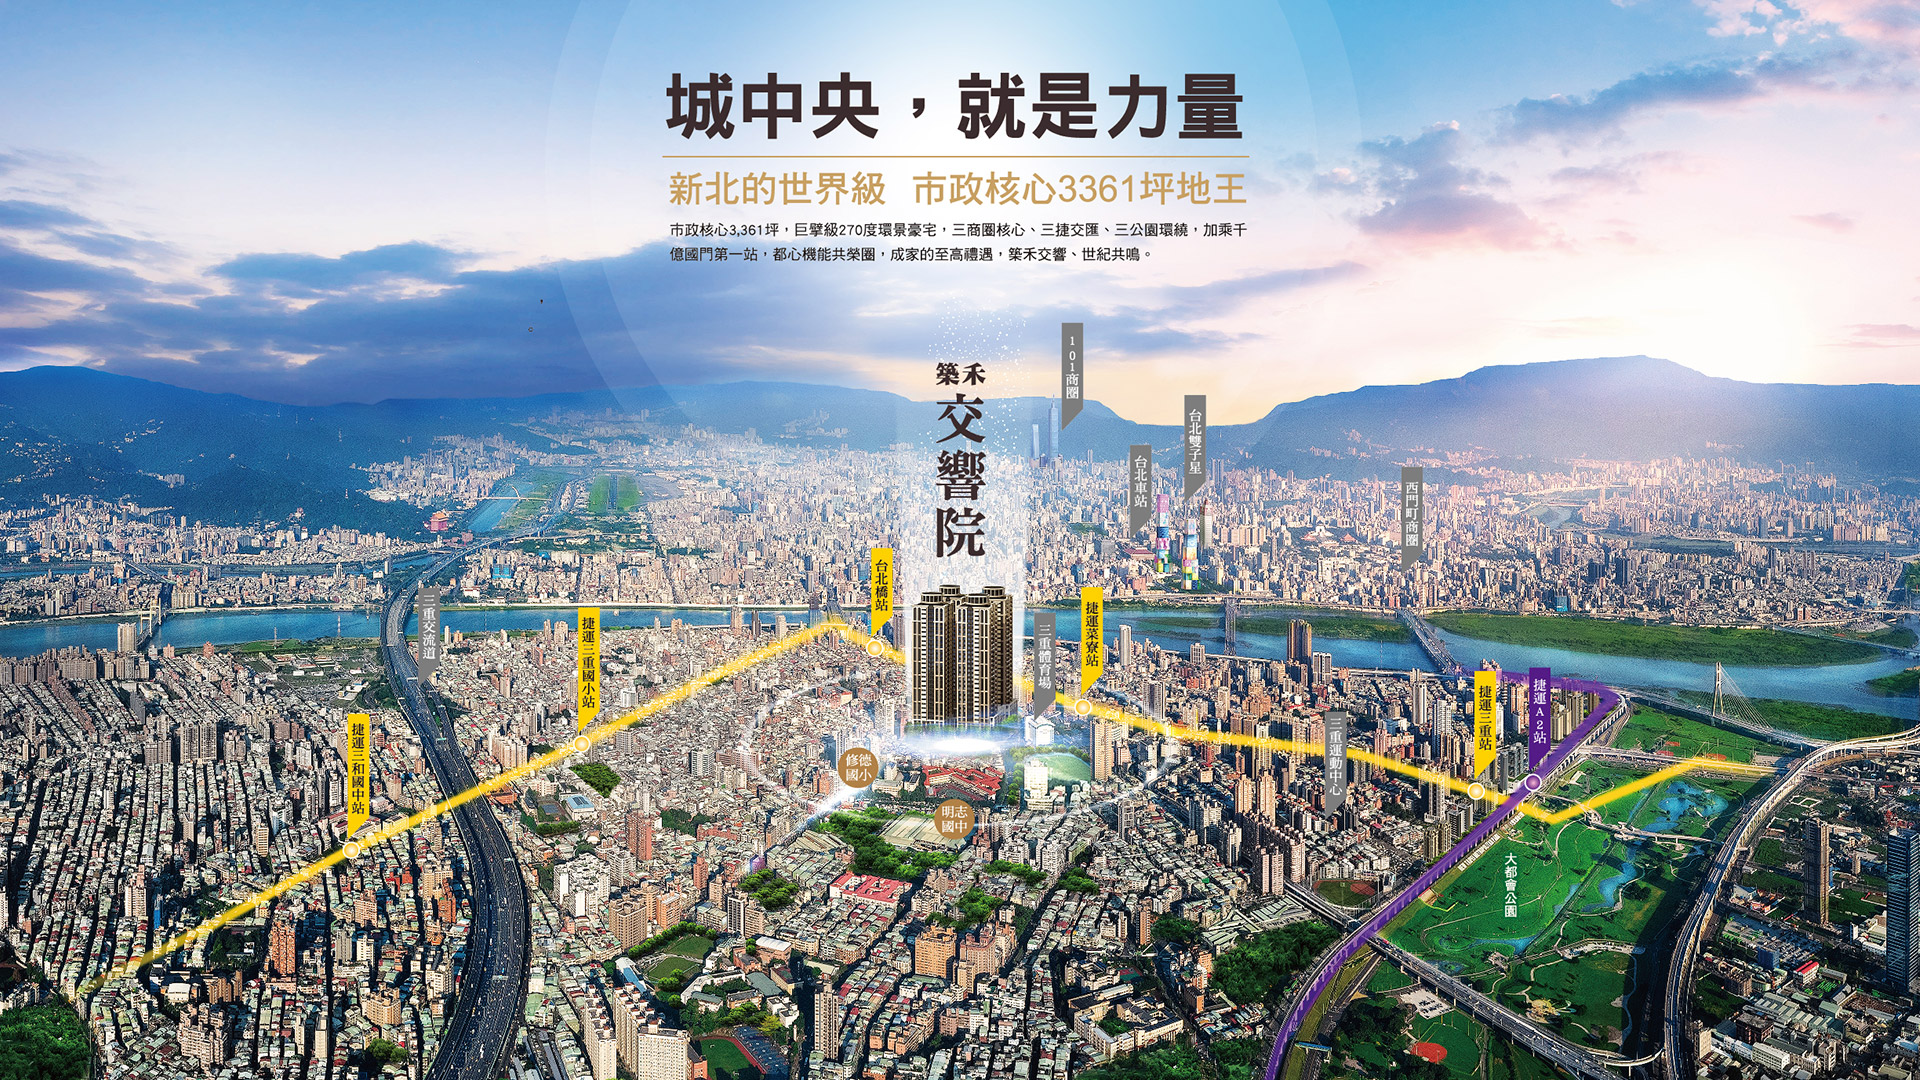 城中央，就是力量
新北的世界級 市政核心3361坪地王
市政核心3,361坪，巨擘級270度環景豪宅，三商圈核心、三捷交匯、三公園環繞，加乘千
億國門第一站，都心機能共榮圈，成家的至高禮遇，築禾交響、世紀共鳴。
築禾
交響院
101商圈
台北雙子星
台北車站
西門町商圈
台北橋站
三重交流道
捷運三重國小站
捷運三和國中站
三重體育場
捷運菜寮站
捷運三重站
捷運A2站
三重運動中心
修德
國小
明志
國中
大都會公園